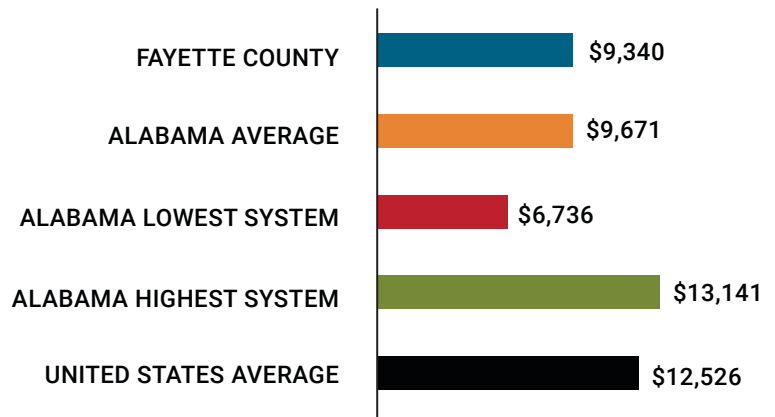 FAYETTE COUNTY $9,340
ALABAMA AVERAGE $9,671
ALABAMA LOWEST SYSTEM $6,736
ALABAMA HIGHEST SYSTEM $13,141
UNITED STATES AVERAGE $12,526